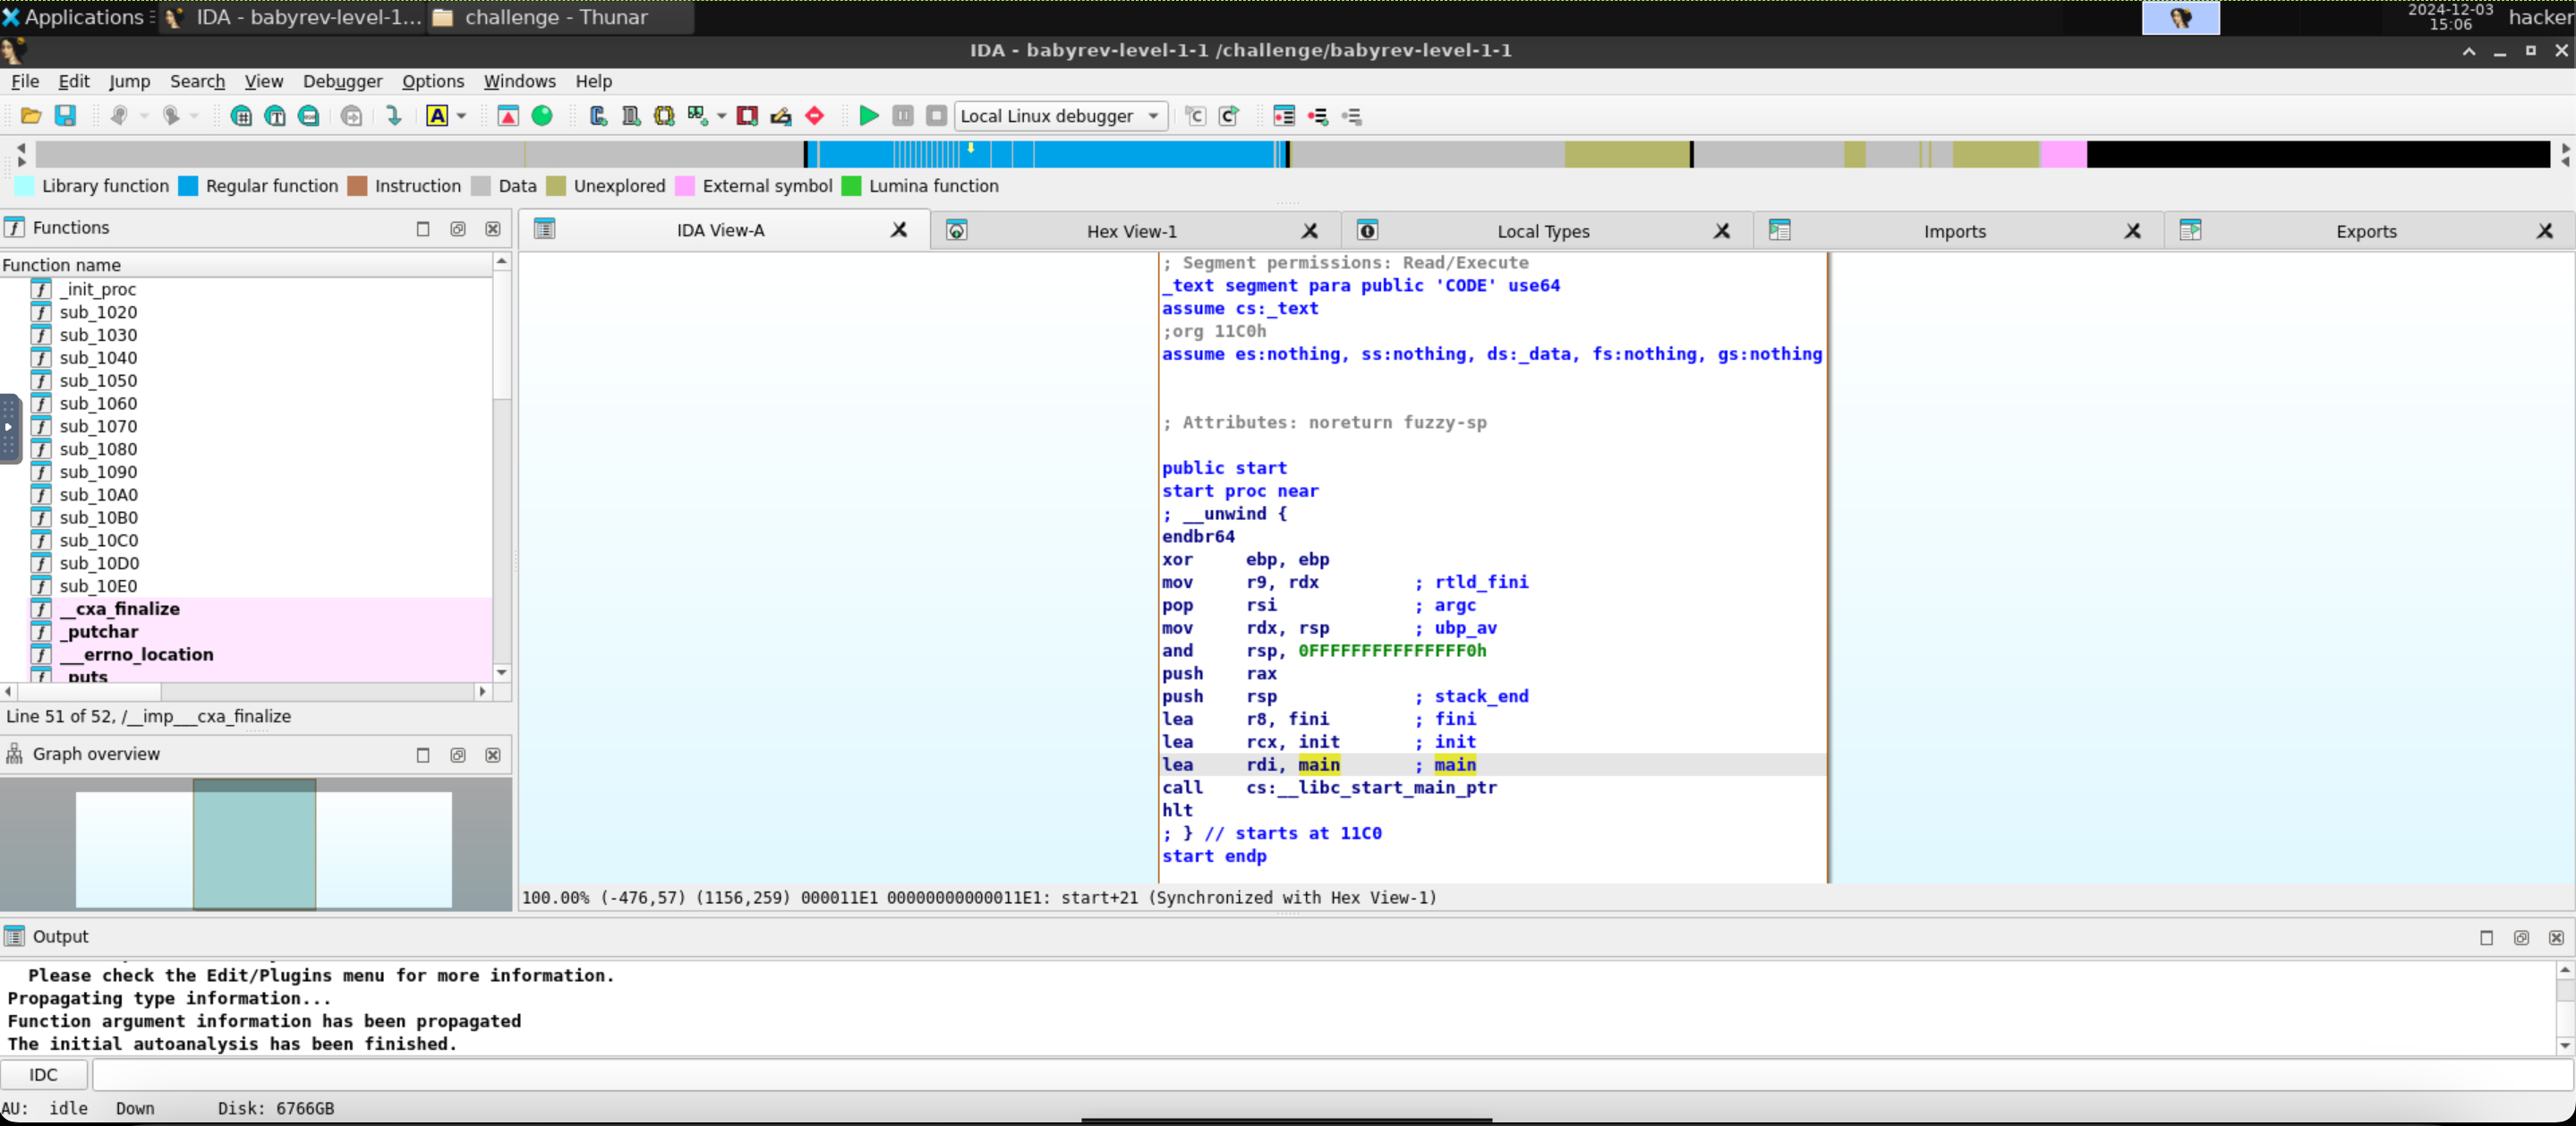 Applications
IDA - babyrev-level-1...
challenge - Thunar
2024-12-03
15:06
hacker
IDA - babyrev-level-1-1 /challenge/babyrev-level-1-1
File Edit Jump Search View Debugger Options Windows Help
Local Linux debugger
Library function Regular function Instruction Data Unexplored External symbol Lumina function
Functions
IDA View-A Hex View-1 Local Types Imports Exports
Function name
_init_proc
sub_1020
sub_1030
sub_1040
sub_1050
sub_1060
sub_1070
sub_1080
sub_1090
sub_10A0
sub_10B0
sub_10C0
sub_10D0
sub_10E0
__cxa_finalize
_putchar
___errno_location
_puts
Line 51 of 52, /__imp___cxa_finalize
Graph overview
; Segment permissions: Read/Execute
_text segment para public 'CODE' use64
assume cs:_text
;org 11C0h
assume es:nothing, ss:nothing, ds:_data, fs:nothing, gs:nothing
; Attributes: noreturn fuzzy-sp
public start
start proc near
; __unwind {
endbr64
xor ebp, ebp
mov r9, rdx ; rtld_fini
pop rsi ; argc
mov rdx, rsp ; ubp_av
and rsp, 0FFFFFFFFFFFFFFF0h
push rax
push rsp ; stack_end
lea r8, fini ; fini
lea rcx, init ; init
lea rdi, main ; main
call cs:__libc_start_main_ptr
hlt
; } // starts at 11C0
start endp
100.00% (-476,57) (1156,259) 000011E1 00000000000011E1: start+21 (Synchronized with Hex View-1)
Output
Please check the Edit/Plugins menu for more information.
Propagating type information...
Function argument information has been propagated
The initial autoanalysis has been finished.
IDC
AU: idle Down Disk: 6766GB